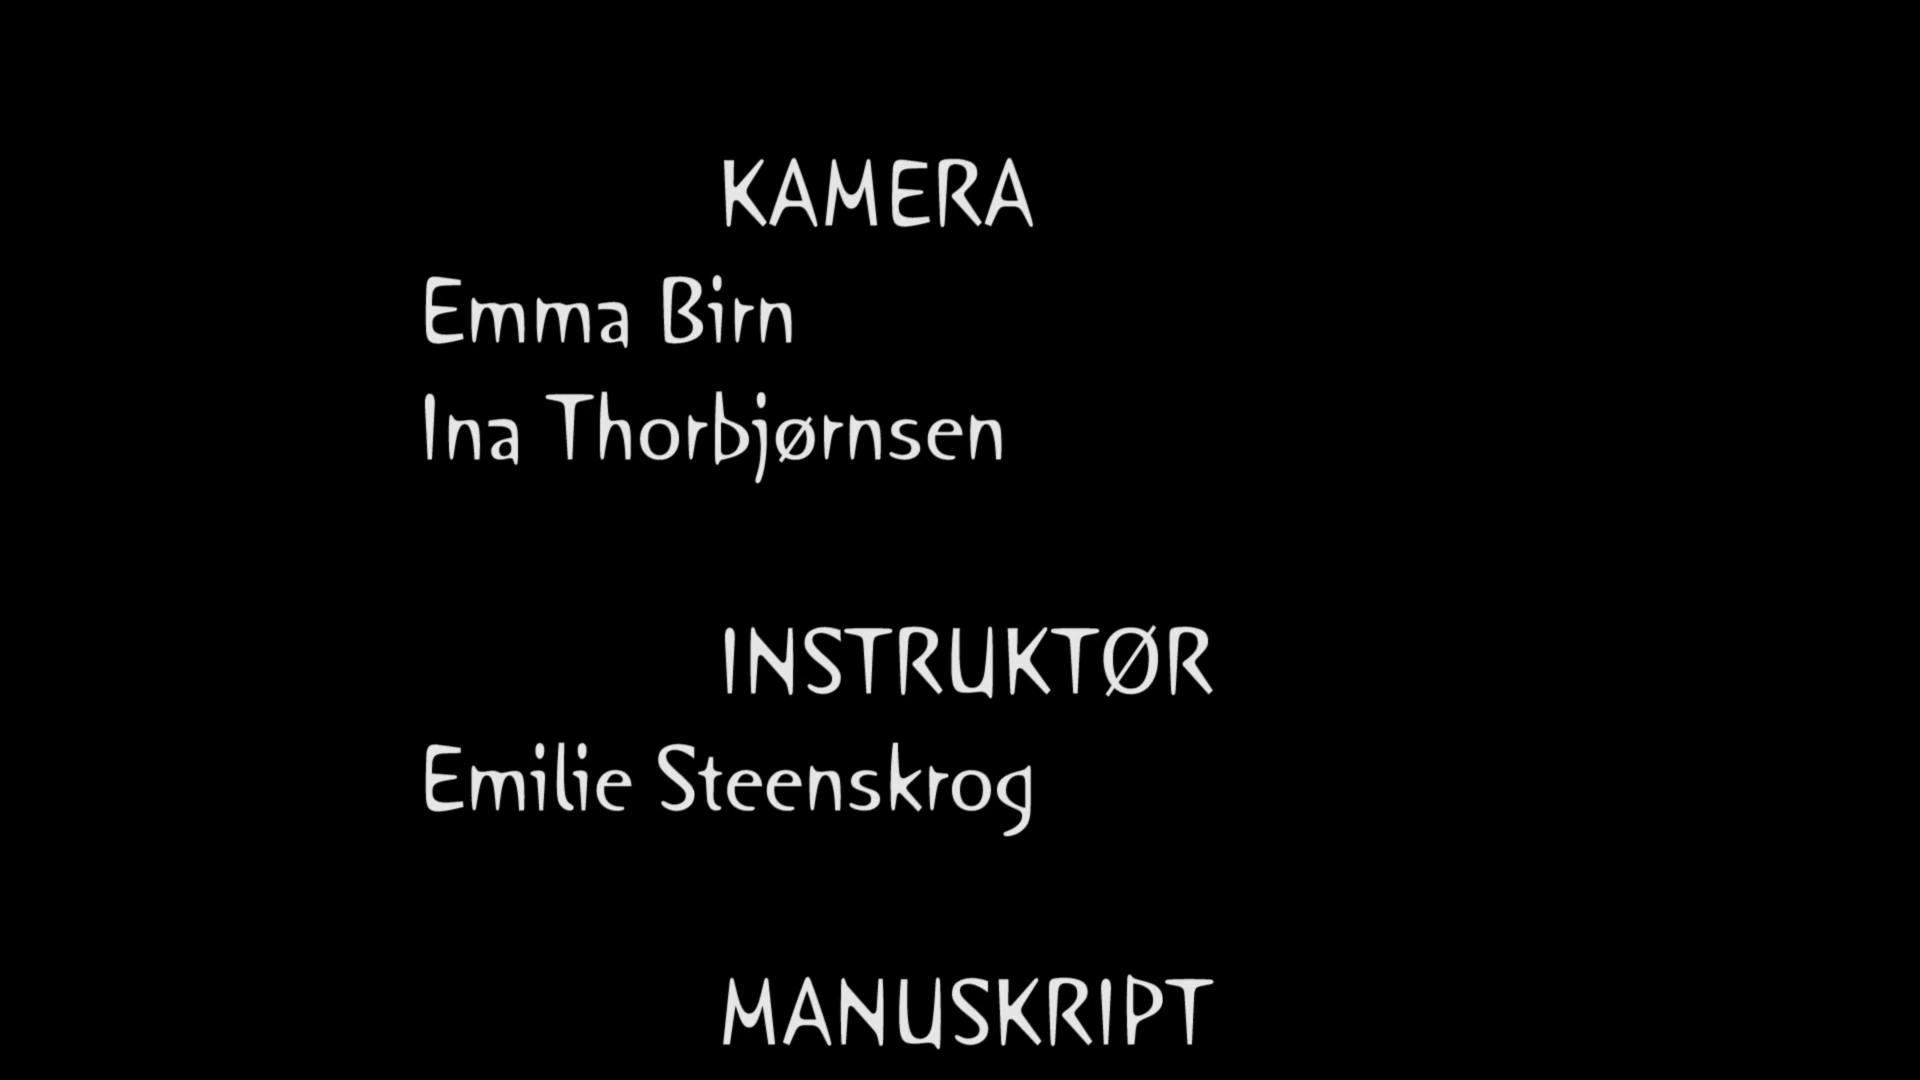 KAMERA
Emma Birn
Ina Thorbjørnsen
INSTRUKTØR
Emilie Steenskrog
MANUSKRIPT